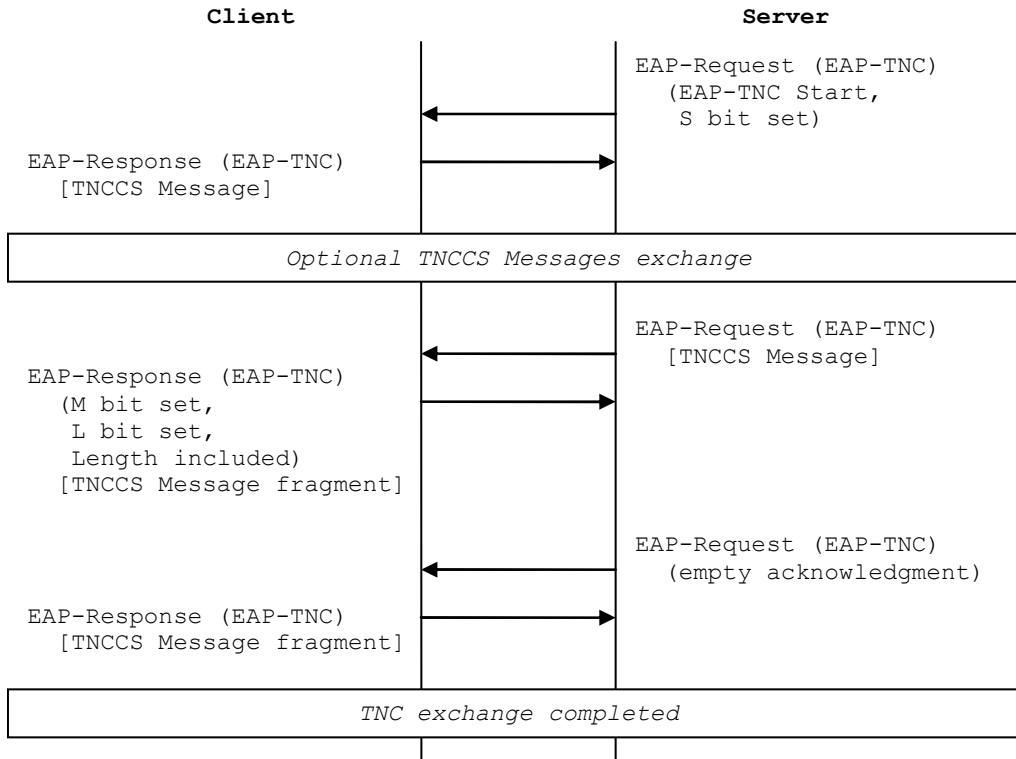 Client
Server
EAP-Request (EAP-TNC)
(EAP-TNC Start,
S bit set)
EAP-Response (EAP-TNC)
[TNCCS Message]
Optional TNCCS Messages exchange
EAP-Request (EAP-TNC)
[TNCCS Message]
EAP-Response (EAP-TNC)
(M bit set,
L bit set,
Length included)
[TNCCS Message fragment]
EAP-Request (EAP-TNC)
(empty acknowledgment)
EAP-Response (EAP-TNC)
[TNCCS Message fragment]
TNC exchange completed